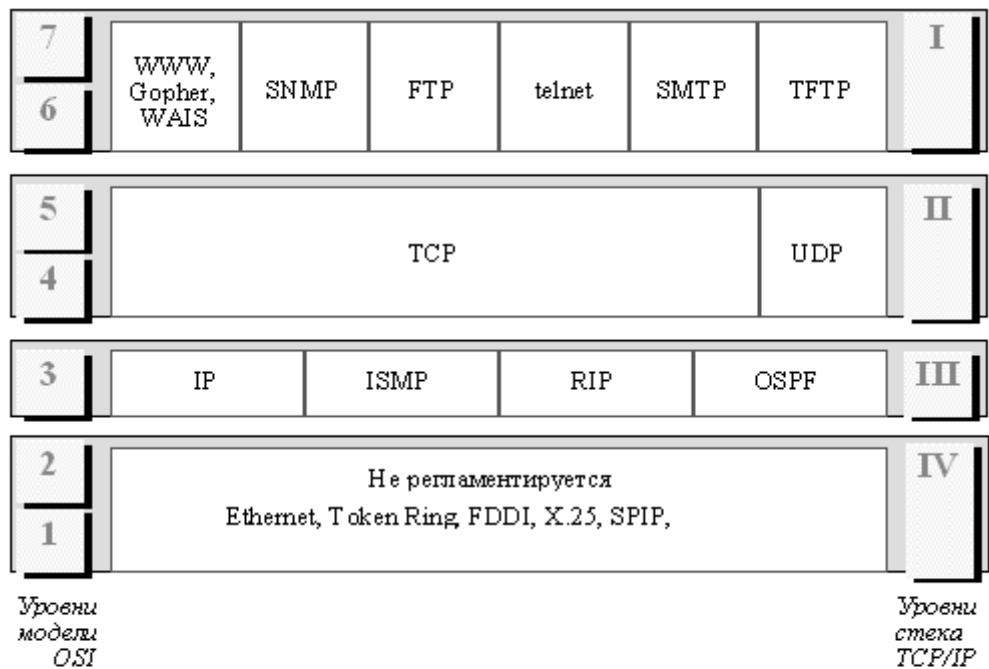 7
6
WWW,
Gopher,
WAIS
SNMP
FTP
telnet
SMTP
TFTP
I
5
4
TCP
UDP
II
3
IP
ISMP
RIP
OSPF
III
2
1
Не регламентируется
Ethernet, Token Ring, FDDI, X.25, SPIP,
IV
Уровни
модели
OSI
Уровни
стека
TCP/IP